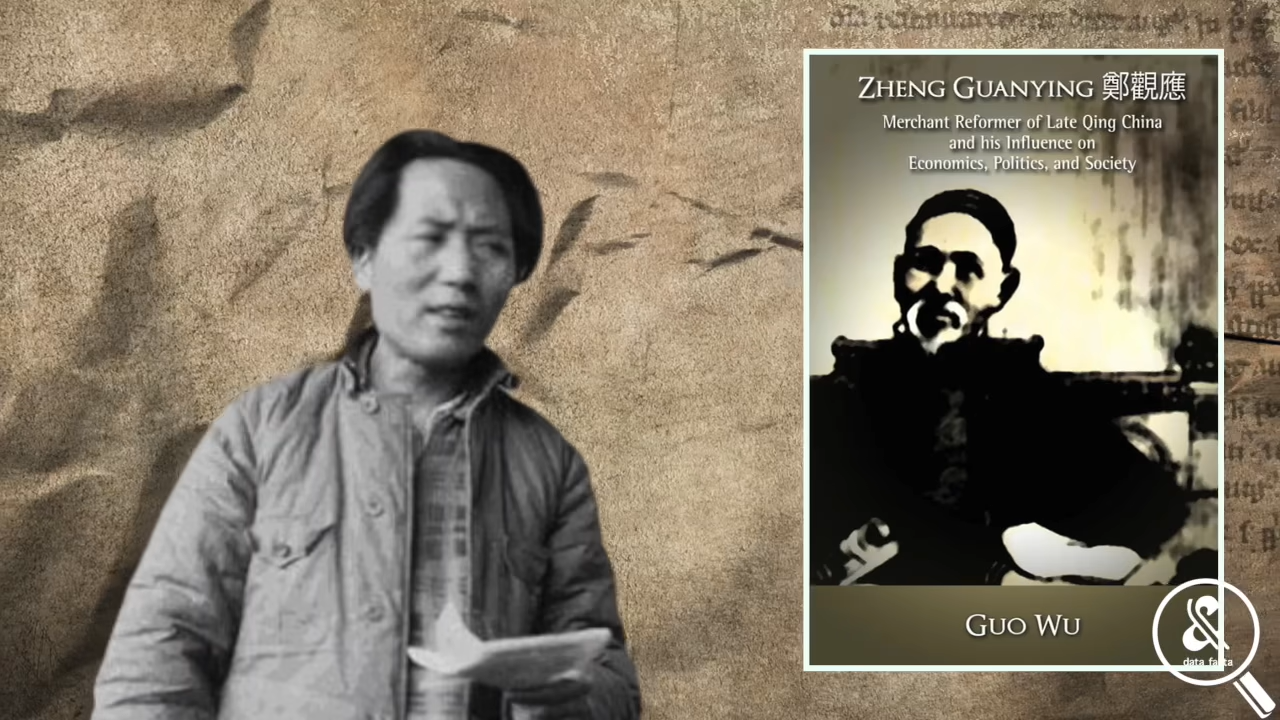 ZHENG GUANYING 鄭觀應
Merchant Reformer of Late Qing China
and his Influence on
Economics, Politics, and Society
GUO WU
&
data fakta